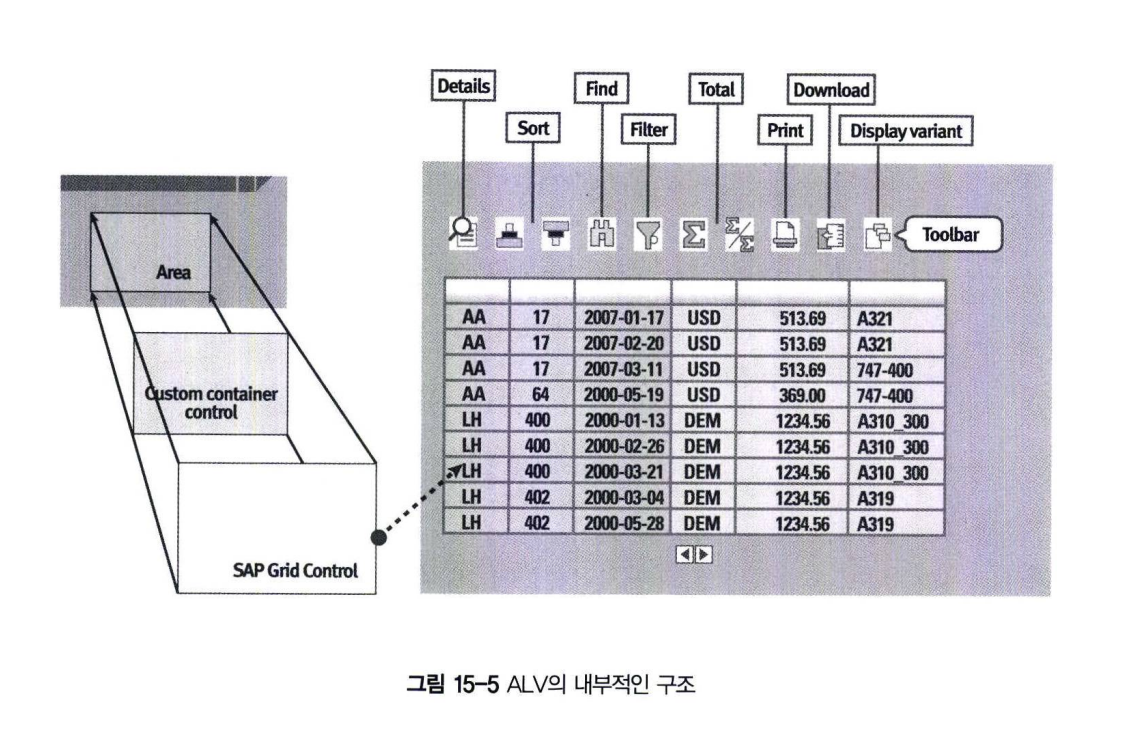 Details
Find
Total
Download
Sort
Filter
Print
Display variant
Toolbar
Area
Custom container
control
SAP Grid Control
AA 17 2007-01-17 USD 513.69 A321
AA 17 2007-02-20 USD 513.69 A321
AA 17 2007-03-11 USD 513.69 747-400
AA 64 2000-05-19 USD 369.00 747-400
LH 400 2000-01-13 DEM 1234.56 A310_300
LH 400 2000-02-26 DEM 1234.56 A310_300
LH 400 2000-03-21 DEM 1234.56 A310_300
LH 402 2000-03-04 DEM 1234.56 A319
LH 402 2000-05-28 DEM 1234.56 A319
그림 15-5 ALV의 내부적인 구조